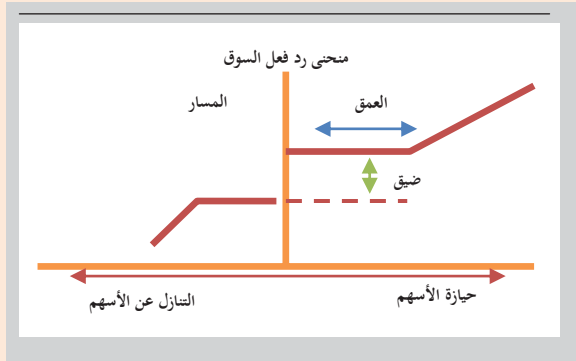 منحنى رد فعل السوق
العمق
المسار
ضيق
حيازة الأسهم
التنازل عن الأسهم